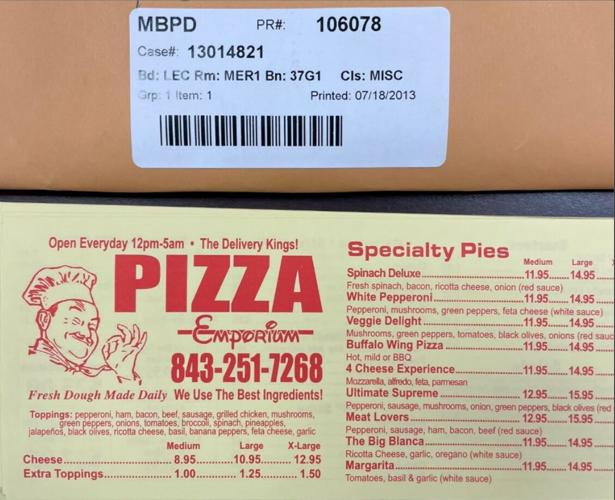 MBPD PR#: 106078
Case#: 13014821
Bd: LEC Rm: MER1 Bn: 37G1 Cls: MISC
Grp: 1 Item: 1 Printed: 07/18/2013
Open Everyday 12pm-5am • The Delivery Kings!
PIZZA
Emporium
843-251-7268
Fresh Dough Made Daily We Use The Best Ingredients!
Toppings: pepperoni, ham, bacon, beef, sausage, grilled chicken, mushrooms,
green peppers, onions, tomatoes, broccoli, spinach, pineapples,
jalapeños, black olives, ricotta cheese, basil, banana peppers, feta cheese, garlic
Medium Large X-Large
Cheese 8.95 10.95 12.95
Extra Toppings 1.00 1.25 1.50
Specialty Pies
Medium Large X
Spinach Deluxe 11.95 14.95
Fresh spinach, bacon, ricotta cheese, onion (red sauce)
White Pepperoni 11.95 14.95
Pepperoni, mushrooms, green peppers, feta cheese (white sauce)
Veggie Delight 11.95 14.95
Mushrooms, green peppers, tomatoes, black olives, onions (red sauc
Buffalo Wing Pizza 11.95 14.95
Hot, mild or BBQ
4 Cheese Experience 11.95 14.95
Mozzarella, alfredo, feta, parmesan
Ultimate Supreme 12.95 15.95
Pepperoni, sausage, mushrooms, onion, green peppers, black olives (red
Meat Lovers 12.95 15.95
Pepperoni, sausage, ham, bacon, beef (red sauce)
The Big Blanca 11.95 14.95
Ricotta Cheese, garlic, oregano (white sauce)
Margarita 11.95 14.95
Tomatoes, basil & garlic (white sauce)